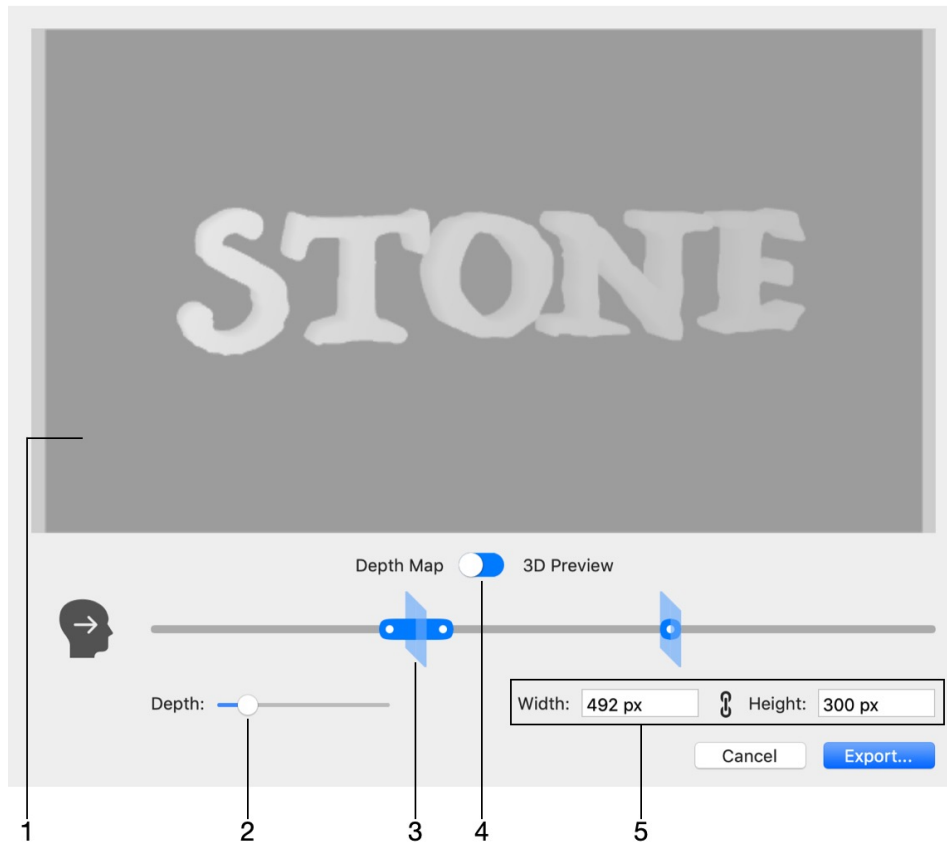 STONE
Depth Map 3D Preview
Depth: Width: 492 px Height: 300 px
Cancel Export...
1 2 3 4 5